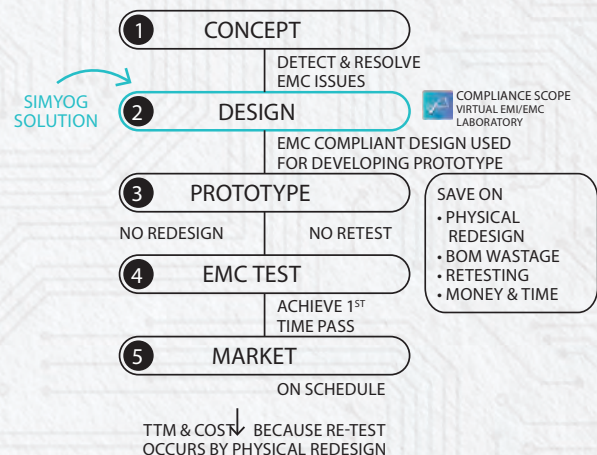 1 CONCEPT
DETECT & RESOLVE
EMC ISSUES
SIMYOG
SOLUTION
2 DESIGN
COMPLIANCE SCOPE
VIRTUAL EMI/EMC
LABORATORY
EMC COMPLIANT DESIGN USED
FOR DEVELOPING PROTOTYPE
3 PROTOTYPE
NO REDESIGN NO RETEST
SAVE ON
• PHYSICAL
REDESIGN
• BOM WASTAGE
• RETESTING
• MONEY & TIME
4 EMC TEST
ACHIEVE 1ST
TIME PASS
5 MARKET
ON SCHEDULE
TTM & COST BECAUSE RE-TEST
OCCURS BY PHYSICAL REDESIGN